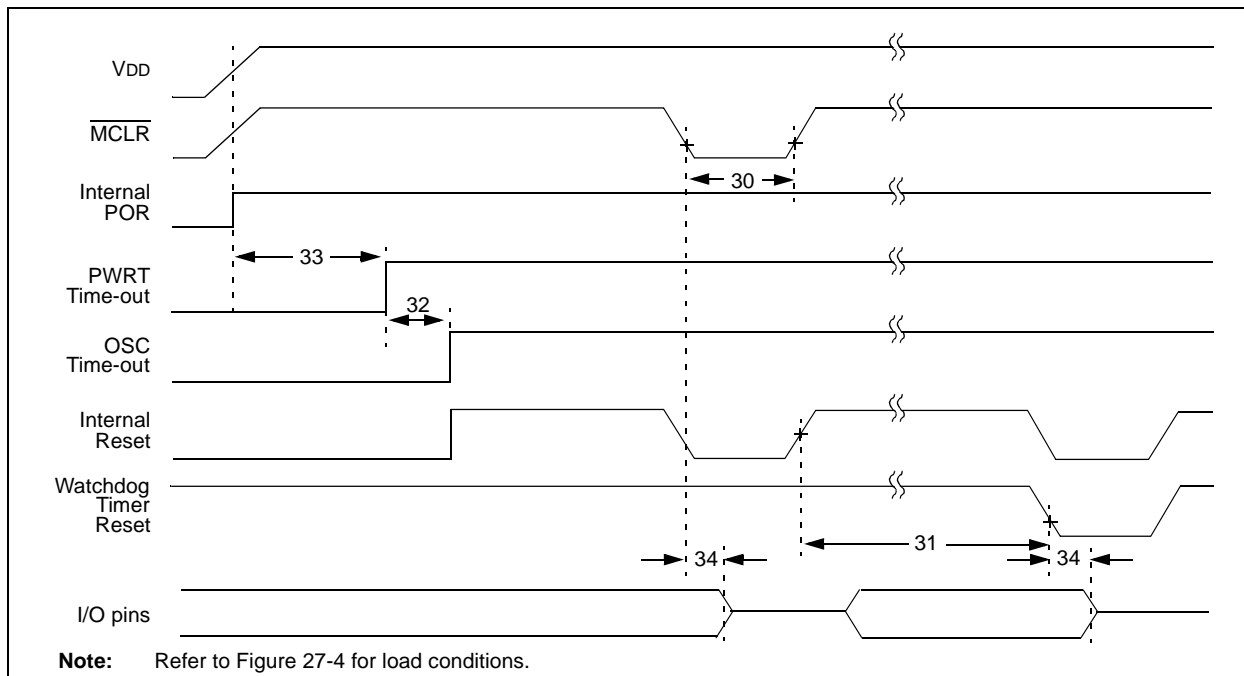 VDD
MCLR
30
Internal
POR
33
PWRT
Time-out
32
OSC
Time-out
Internal
Reset
Watchdog
Timer
Reset
31
34
34
I/O pins
Note: Refer to Figure 27-4 for load conditions.